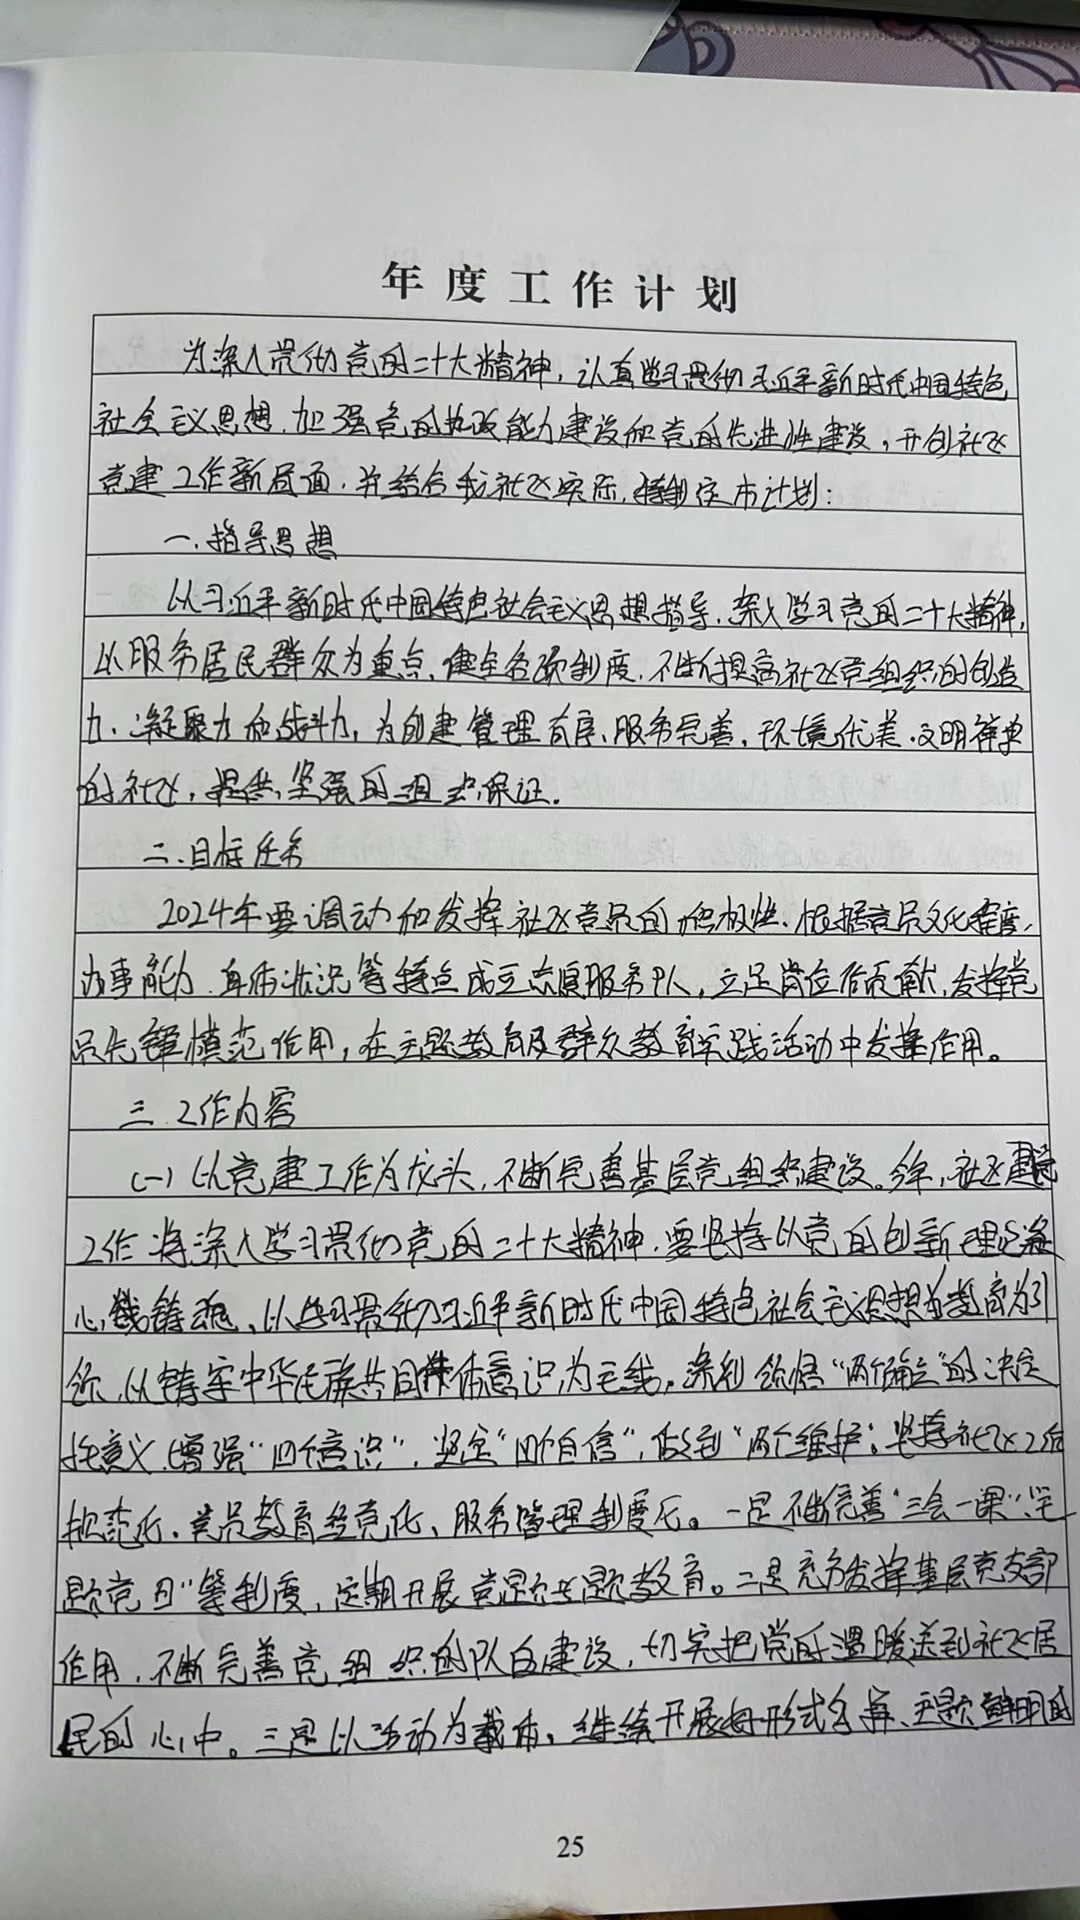 年度工作计划
为深入贯彻党的二十大精神，认真学习贯彻习近平新时代中国特色
社会主义思想，加强党的执政能力建设和党的先进性建设，开创社区
党建工作新局面，并结合我社区实际，特制定本计划：
一.指导思想
以习近平新时代中国特色社会主义思想指导，深入学习党的二十大精神，
以服务居民群众为重点，健全各项制度，不断提高社区党组织的创造
力、凝聚力和战斗力，为创建管理有序、服务完善，环境优美、文明祥和
的社区，提供坚强的组织保证.
二.目标任务
2024年要调动和发挥社区党员的积极性、根据党员文化程度，
办事能力、身体状况等特点成立志愿服务队，立足岗位作贡献，发挥党
员先锋模范作用，在主题教育及群众教育实践活动中发挥作用。
三.工作内容
(一)以党建工作为龙头，不断完善基层党组织建设。今年，社区建设
工作将深入学习贯彻党的二十大精神，要坚持以党的创新理论凝
心铸魂、以学习贯彻习近平新时代中国特色社会主义思想为引
领、以铸牢中华民族共同体意识为主线，深刻领悟“两个确立”的决定
性意义，增强“四个意识”，坚定“四个自信”，做到“两个维护”；坚持社区工作
规范化、党员教育经常化、服务管理制度化。一是不断完善“三会一课”、“主
题党日”等制度，定期开展党员主题教育。二是充分发挥基层党支部
作用，不断完善党组织的队伍建设，切实把党的温暖送到社区居
民的心中。三是以活动为载体，继续开展好形式多样、主题鲜明的
25